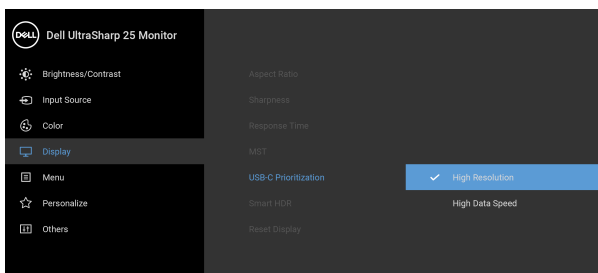 DELL Dell UltraSharp 25 Monitor
Brightness/Contrast
Input Source
Color
Display
Menu
Personalize
Others
Aspect Ratio
Sharpness
Response Time
MST
USB-C Prioritization
Smart HDR
Reset Display
High Resolution
High Data Speed